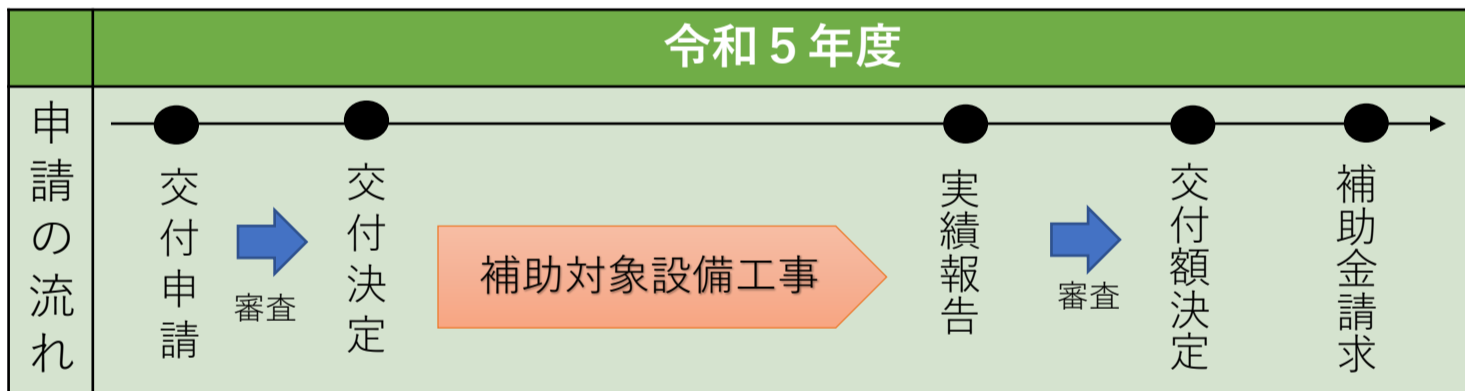 令和５年度
申請の流れ
交付申請
審査
交付決定
補助対象設備工事
実績報告
審査
交付額決定
補助金請求